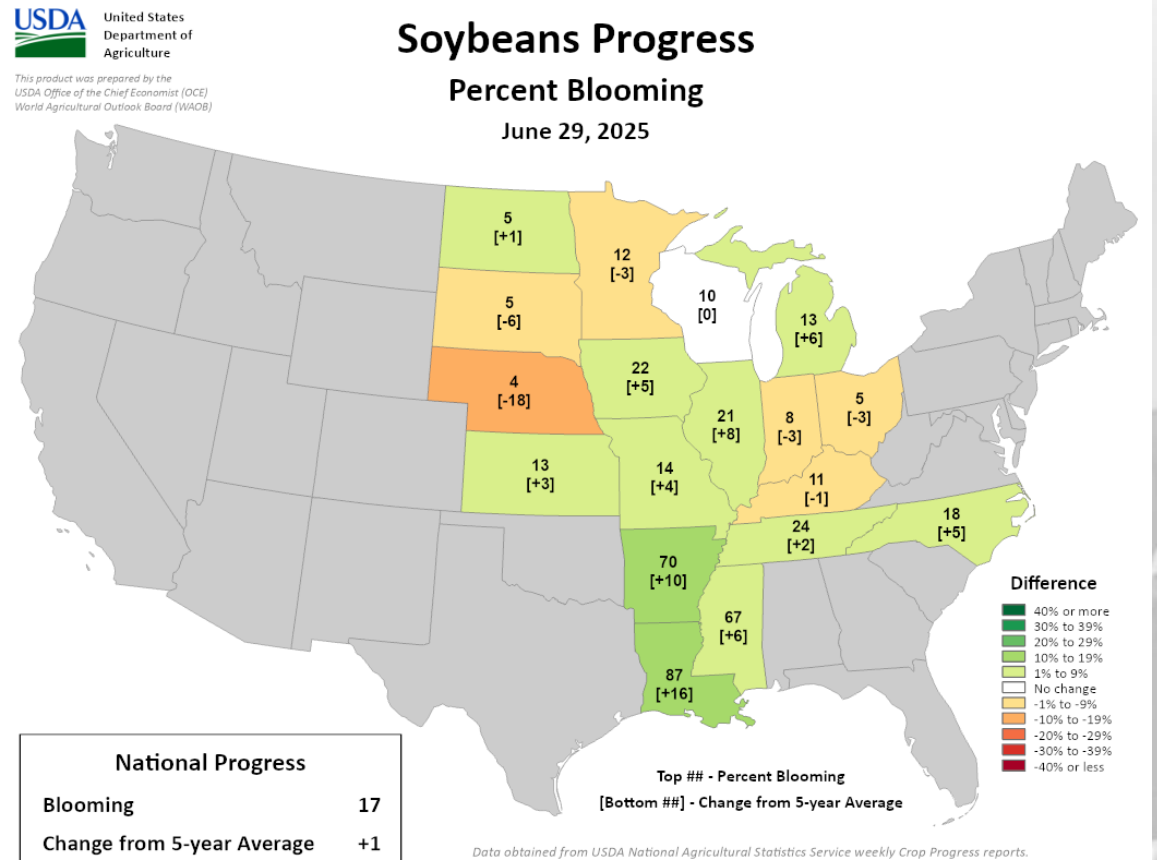 USDA
United States
Department of
Agriculture
This product was prepared by the
USDA Office of the Chief Economist (OCE)
World Agricultural Outlook Board (WAOB)
Soybeans Progress
Percent Blooming
June 29, 2025
5
[+1]
12
[-3]
5
[-6]
10
[0]
13
[+6]
4
[-18]
22
[+5]
21
[+8]
8
[-3]
5
[-3]
13
[+3]
14
[+4]
11
[-1]
24
[+2]
18
[+5]
70
[+10]
67
[+6]
87
[+16]
Difference
40% or more
30% to 39%
20% to 29%
10% to 19%
1% to 9%
No change
-1% to -9%
-10% to -19%
-20% to -29%
-30% to -39%
-40% or less
National Progress
Blooming 17
Change from 5-year Average +1
Top ## - Percent Blooming
[Bottom ##] - Change from 5-year Average
Data obtained from USDA National Agricultural Statistics Service weekly Crop Progress reports.